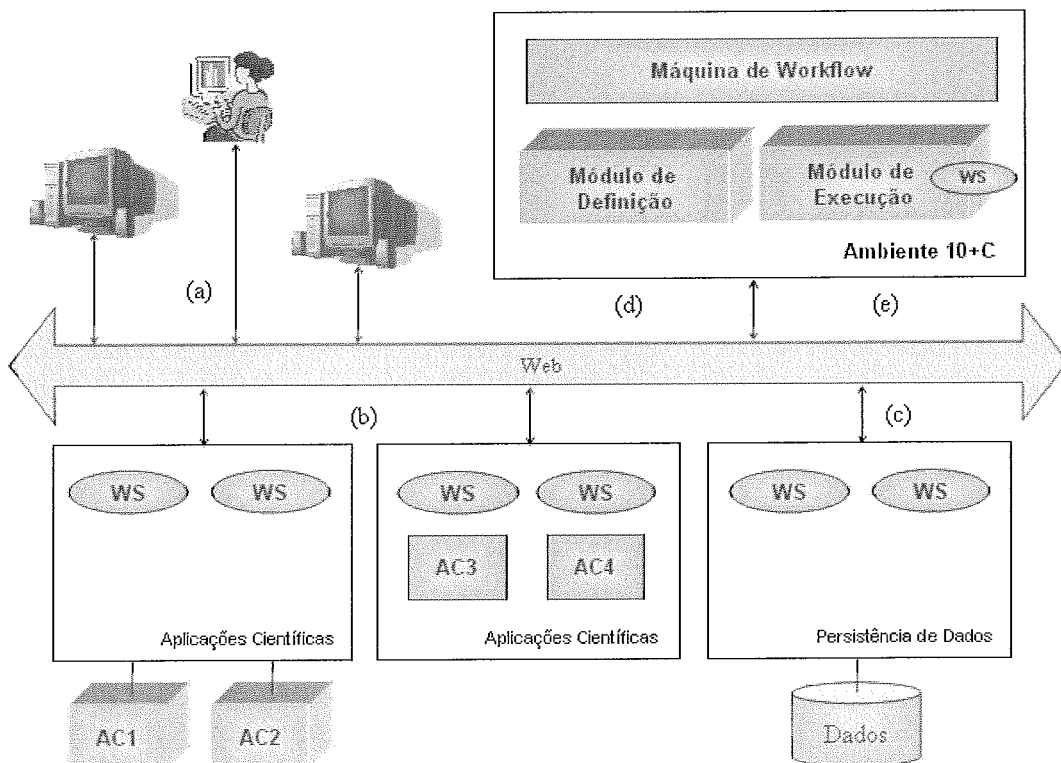 Máquina de Workflow
Módulo de
Definição
Módulo de
Execução
WS
Ambiente 10+C
(a)
(d)
(e)
Web
(b)
(c)
WS
WS
Aplicações Científicas
WS
WS
AC3
AC4
Aplicações Científicas
WS
WS
Persistência de Dados
AC1
AC2
Dados